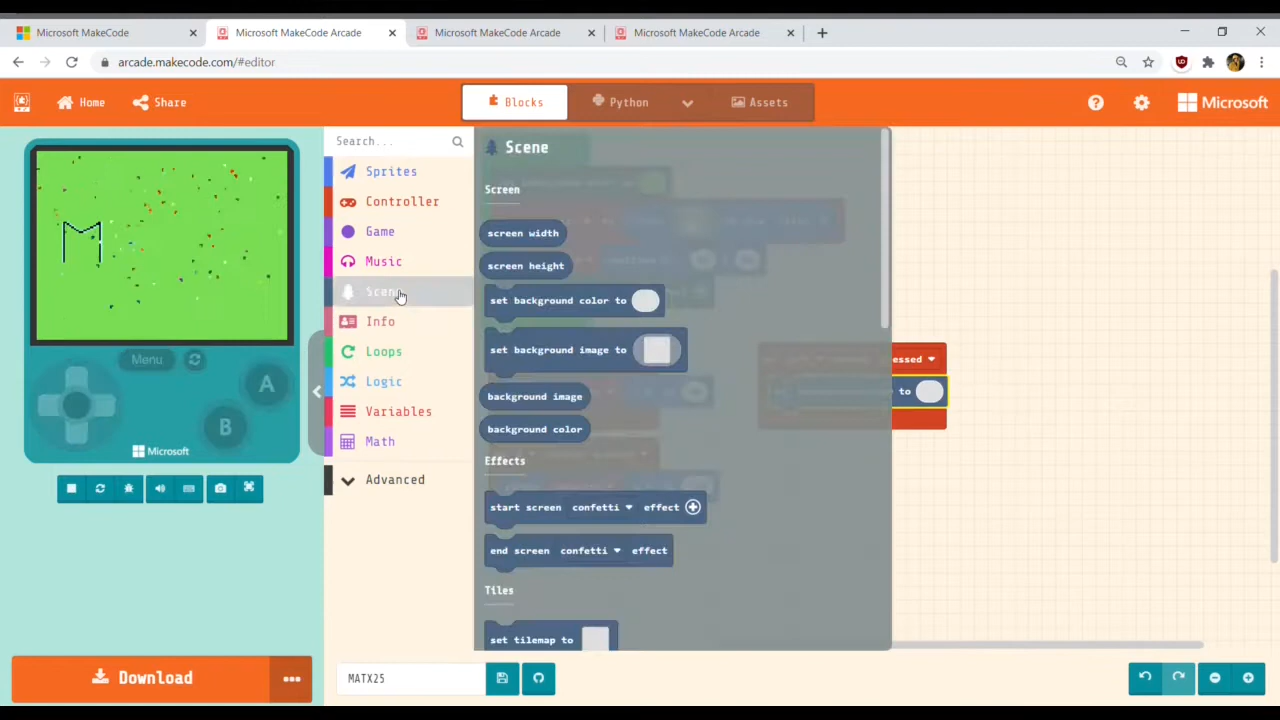 Microsoft MakeCode
Microsoft MakeCode Arcade
Microsoft MakeCode Arcade
Microsoft MakeCode Arcade
arcade.makecode.com/#editor
Home
Share
Blocks
Python
Assets
Microsoft
M
Menu
A
B
Microsoft
Search...
Sprites
Controller
Game
Music
Scene
Info
Loops
Logic
Variables
Math
Advanced
Scene
Screen
screen width
screen height
set background color to
set background image to
background image
background color
Effects
start screen confetti effect
end screen confetti effect
Tiles
set tilemap to
pressed
to
Download
MATX25